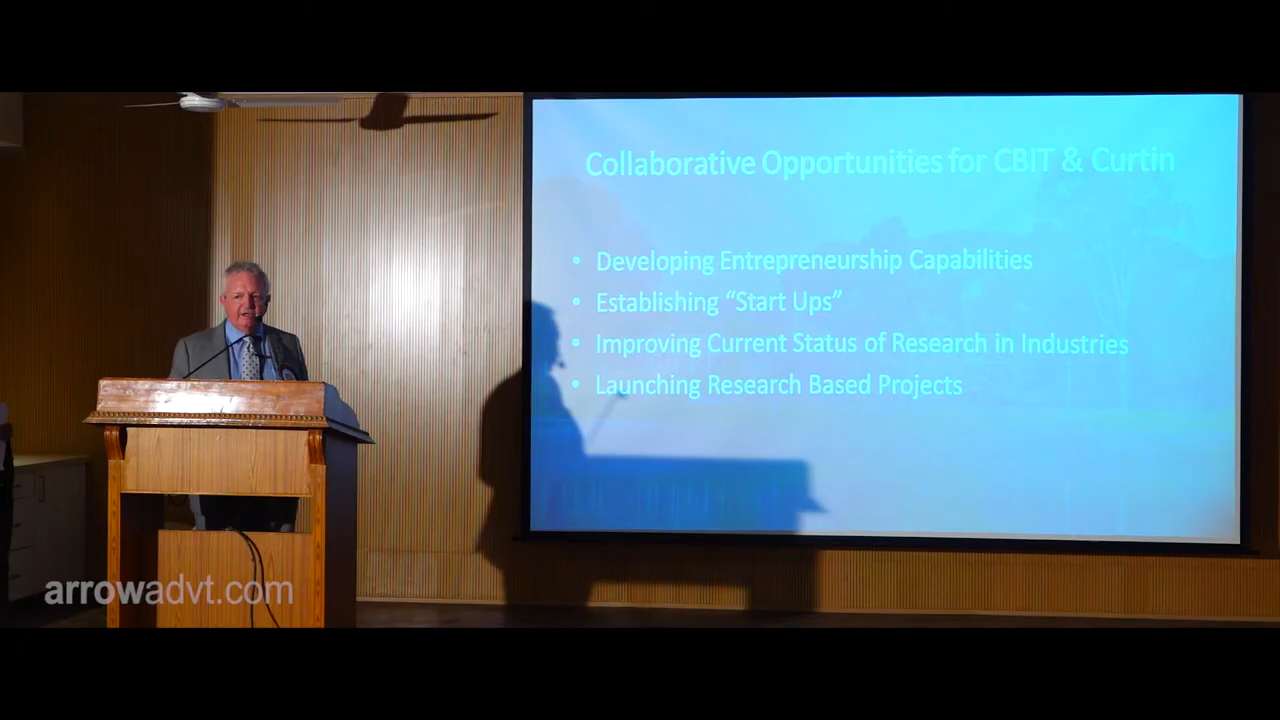 Collaborative Opportunities for CBIT & Curtin
• Developing Entrepreneurship Capabilities
• Establishing “Start Ups”
• Improving Current Status of Research in Industries
• Launching Research Based Projects
arrowadvt.com